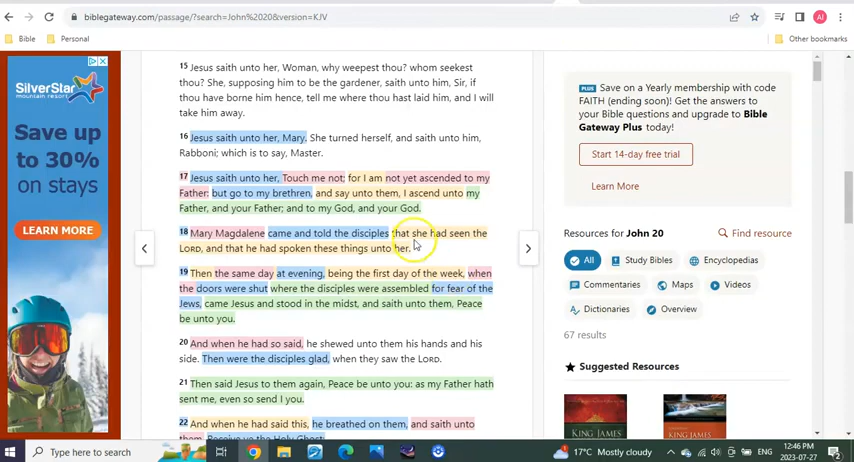 biblegateway.com/passage/?search=John%2020&version=KJV
AI
Bible
Personal
Other bookmarks
SilverStar
MOUNTAIN RESORT
Save up
to 30%
on stays
LEARN MORE
15 Jesus saith unto her, Woman, why weepest thou? whom seekest
thou? She, supposing him to be the gardener, saith unto him, Sir, if
thou have borne him hence, tell me where thou hast laid him, and I will
take him away.
16 Jesus saith unto her, Mary. She turned herself, and saith unto him,
Rabboni; which is to say, Master.
17 Jesus saith unto her, Touch me not; for I am not yet ascended to my
Father: but go to my brethren, and say unto them, I ascend unto my
Father, and your Father; and to my God, and your God.
18 Mary Magdalene came and told the disciples that she had seen the
LORD, and that he had spoken these things unto her.
19 Then the same day at evening, being the first day of the week, when
the doors were shut where the disciples were assembled for fear of the
Jews, came Jesus and stood in the midst, and saith unto them, Peace
be unto you.
20 And when he had so said, he shewed unto them his hands and his
side. Then were the disciples glad, when they saw the LORD.
21 Then said Jesus to them again, Peace be unto you: as my Father hath
sent me, even so send I you.
22 And when he had said this, he breathed on them, and saith unto
them, Receive ye the Holy Ghost:
PLUS Save on a Yearly membership with code
FAITH (ending soon)! Get the answers to
your Bible questions and upgrade to Bible
Gateway Plus today!
Start 14-day free trial
Learn More
Resources for John 20
Find resource
All
Study Bibles
Encyclopedias
Commentaries
Maps
Videos
Dictionaries
Overview
67 results
Suggested Resources
KING JAMES
KING JAMES
Type here to search
17°C Mostly cloudy
ENG
12:46 PM
2023-07-27
2